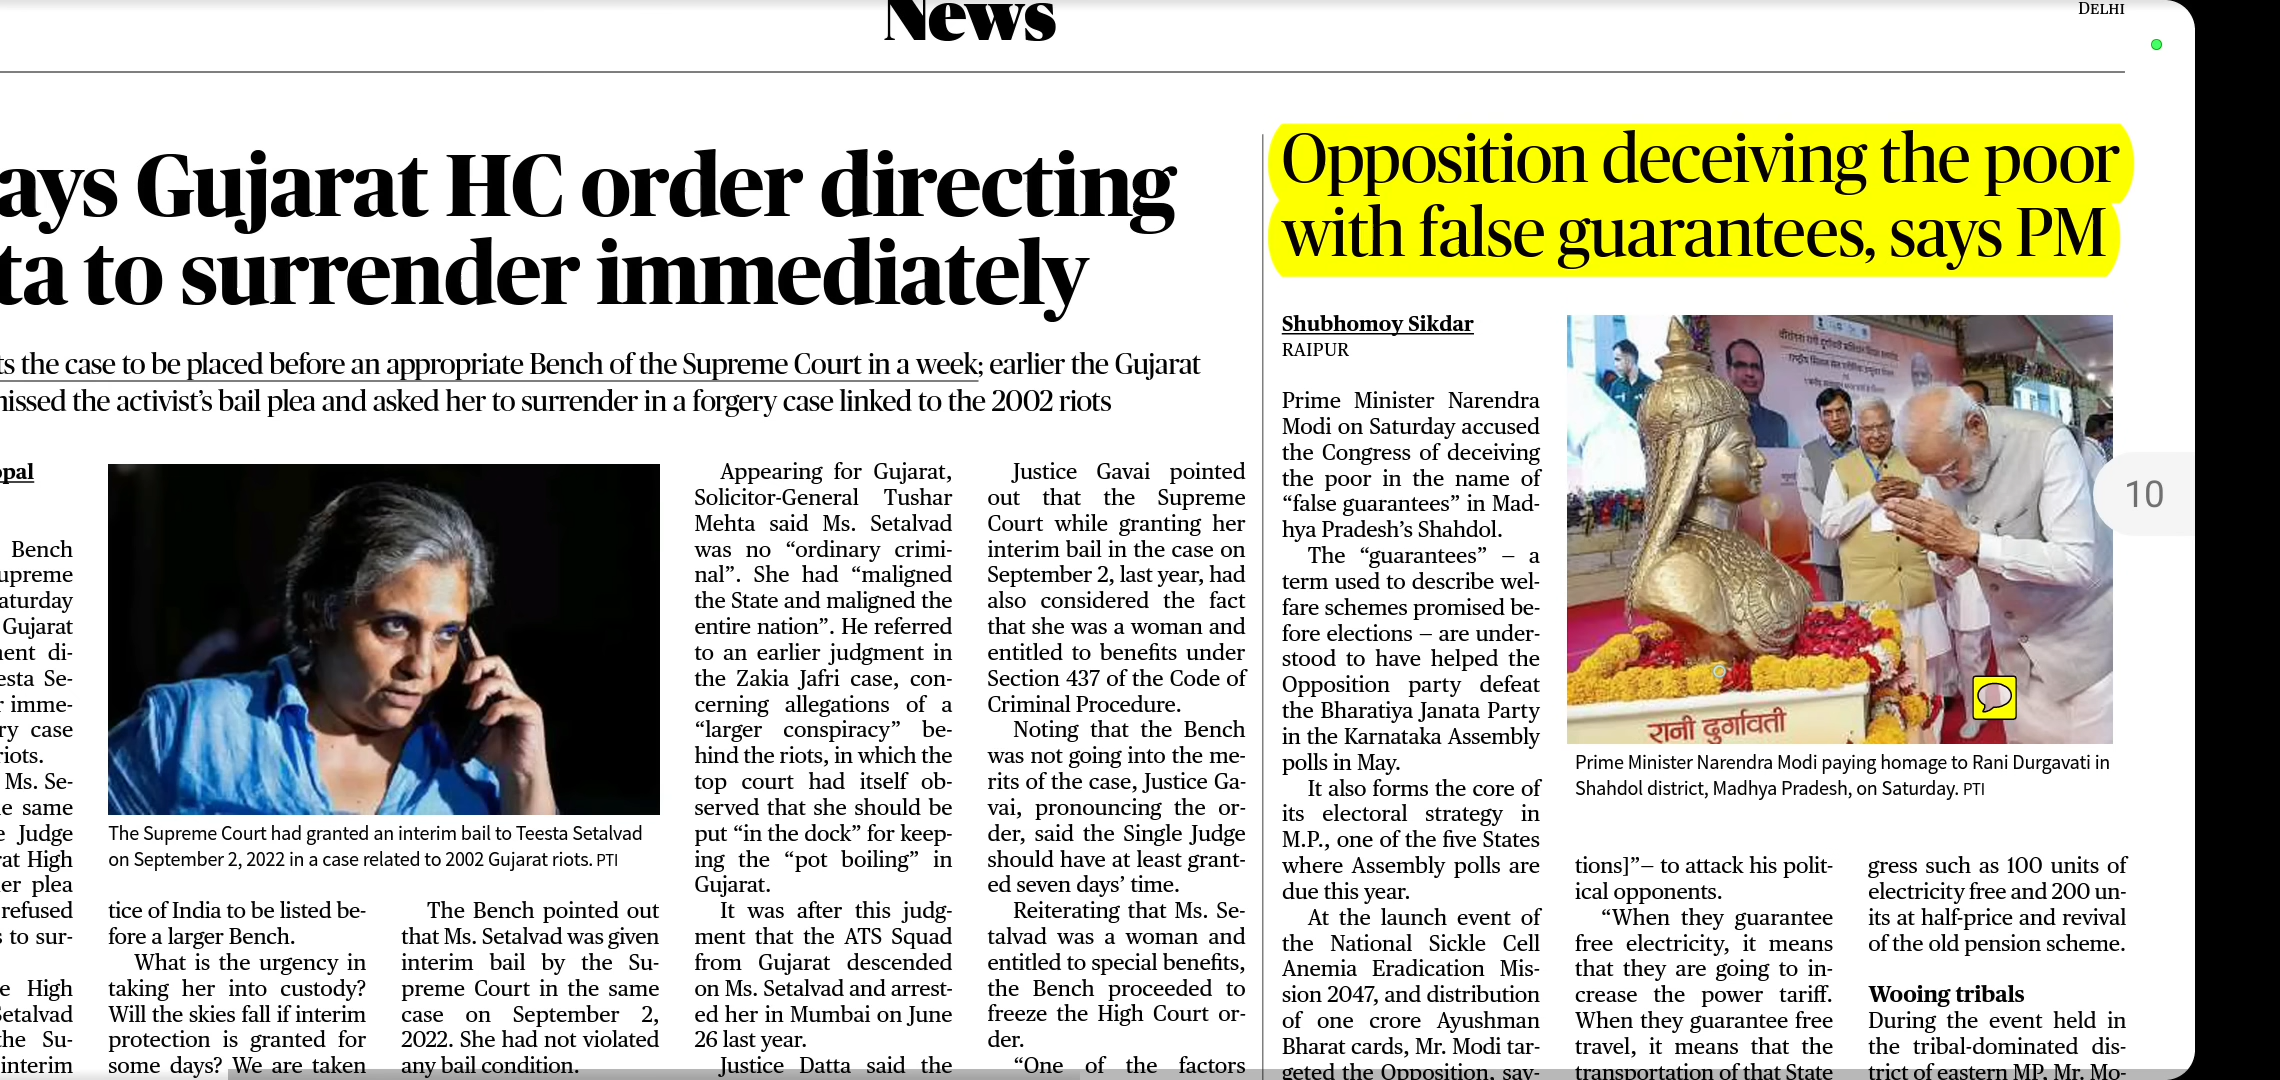 News
DELHI
ays Gujarat HC order directing
ta to surrender immediately
ts the case to be placed before an appropriate Bench of the Supreme Court in a week; earlier the Gujarat
nissed the activist's bail plea and asked her to surrender in a forgery case linked to the 2002 riots
opal
Bench
upreme
aturday
Gujarat
nent di-
esta Se-
r imme-
ry case
riots.
Ms. Se-
e same
e Judge
rat High
er plea
refused
s to sur-
e High
Setalvad
the Su-
interim
The Supreme Court had granted an interim bail to Teesta Setalvad
on September 2, 2022 in a case related to 2002 Gujarat riots. PTI
tice of India to be listed be-
fore a larger Bench.
What is the urgency in
taking her into custody?
Will the skies fall if interim
protection is granted for
some days? We are taken
The Bench pointed out
that Ms. Setalvad was given
interim bail by the Su-
preme Court in the same
case on September 2,
2022. She had not violated
any bail condition.
Appearing for Gujarat,
Solicitor-General Tushar
Mehta said Ms. Setalvad
was no “ordinary crimi-
nal”. She had “maligned
the State and maligned the
entire nation”. He referred
to an earlier judgment in
the Zakia Jafri case, con-
cerning allegations of a
“larger conspiracy” be-
hind the riots, in which the
top court had itself ob-
served that she should be
put “in the dock” for keep-
ing the “pot boiling” in
Gujarat.
It was after this judg-
ment that the ATS Squad
from Gujarat descended
on Ms. Setalvad and arrest-
ed her in Mumbai on June
26 last year.
Justice Datta said the
Justice Gavai pointed
out that the Supreme
Court while granting her
interim bail in the case on
September 2, last year, had
also considered the fact
that she was a woman and
entitled to benefits under
Section 437 of the Code of
Criminal Procedure.
Noting that the Bench
was not going into the me-
rits of the case, Justice Ga-
vai, pronouncing the or-
der, said the Single Judge
should have at least grant-
ed seven days’ time.
Reiterating that Ms. Se-
talvad was a woman and
entitled to special benefits,
the Bench proceeded to
freeze the High Court or-
der.
“One of the factors
Opposition deceiving the poor
with false guarantees, says PM
Shubhomoy Sikdar
RAIPUR
Prime Minister Narendra
Modi on Saturday accused
the Congress of deceiving
the poor in the name of
“false guarantees” in Mad-
hya Pradesh’s Shahdol.
The “guarantees” — a
term used to describe wel-
fare schemes promised be-
fore elections — are under-
stood to have helped the
Opposition party defeat
the Bharatiya Janata Party
in the Karnataka Assembly
polls in May.
It also forms the core of
its electoral strategy in
M.P., one of the five States
where Assembly polls are
due this year.
At the launch event of
the National Sickle Cell
Anemia Eradication Mis-
sion 2047, and distribution
of one crore Ayushman
Bharat cards, Mr. Modi tar-
geted the Opposition, say-
रानी दुर्गावती
10
Prime Minister Narendra Modi paying homage to Rani Durgavati in
Shahdol district, Madhya Pradesh, on Saturday. PTI
tions]”— to attack his polit-
ical opponents.
“When they guarantee
free electricity, it means
that they are going to in-
crease the power tariff.
When they guarantee free
travel, it means that the
transportation of that State
gress such as 100 units of
electricity free and 200 un-
its at half-price and revival
of the old pension scheme.
Wooing tribals
During the event held in
the tribal-dominated dis-
trict of eastern MP, Mr. Mo-